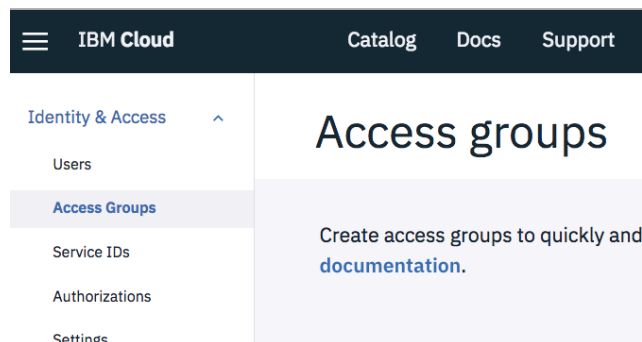 IBM Cloud Catalog Docs Support
Identity & Access
Users
Access Groups
Service IDs
Authorizations
Settings
Access groups
Create access groups to quickly and
documentation.